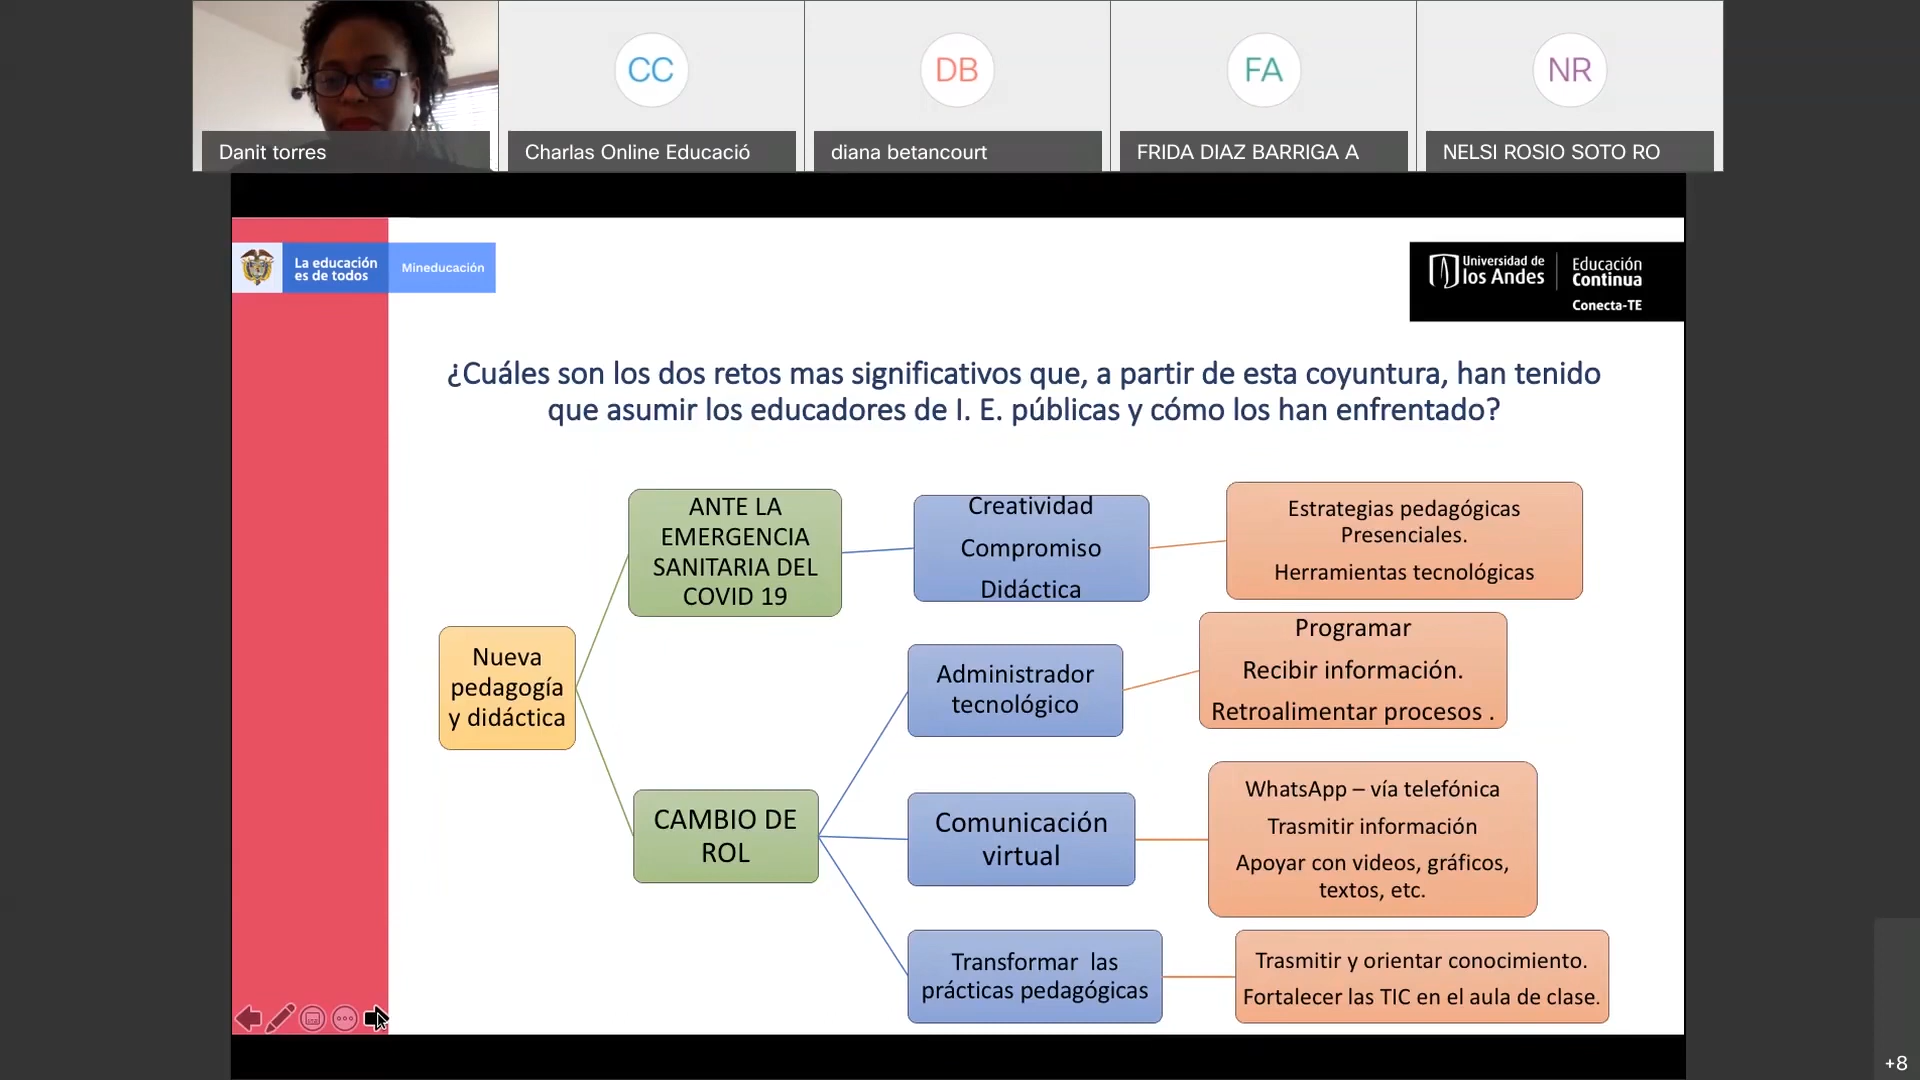 CC
DB
FA
NR
Danit torres
Charlas Online Educació
diana betancourt
FRIDA DIAZ BARRIGA A
NELSI ROSIO SOTO RO
La educación
es de todos
Mineducación
Universidad de
los Andes
Educación
Continua
Conecta-TE
¿Cuáles son los dos retos mas significativos que, a partir de esta coyuntura, han tenido
que asumir los educadores de I. E. públicas y cómo los han enfrentado?
Nueva
pedagogía
y didáctica
ANTE LA
EMERGENCIA
SANITARIA DEL
COVID 19
Creatividad
Compromiso
Didáctica
Estrategias pedagógicas
Presenciales.
Herramientas tecnológicas
CAMBIO DE
ROL
Administrador
tecnológico
Programar
Recibir información.
Retroalimentar procesos .
Comunicación
virtual
WhatsApp – vía telefónica
Trasmitir información
Apoyar con videos, gráficos,
textos, etc.
Transformar las
prácticas pedagógicas
Trasmitir y orientar conocimiento.
Fortalecer las TIC en el aula de clase.
+8